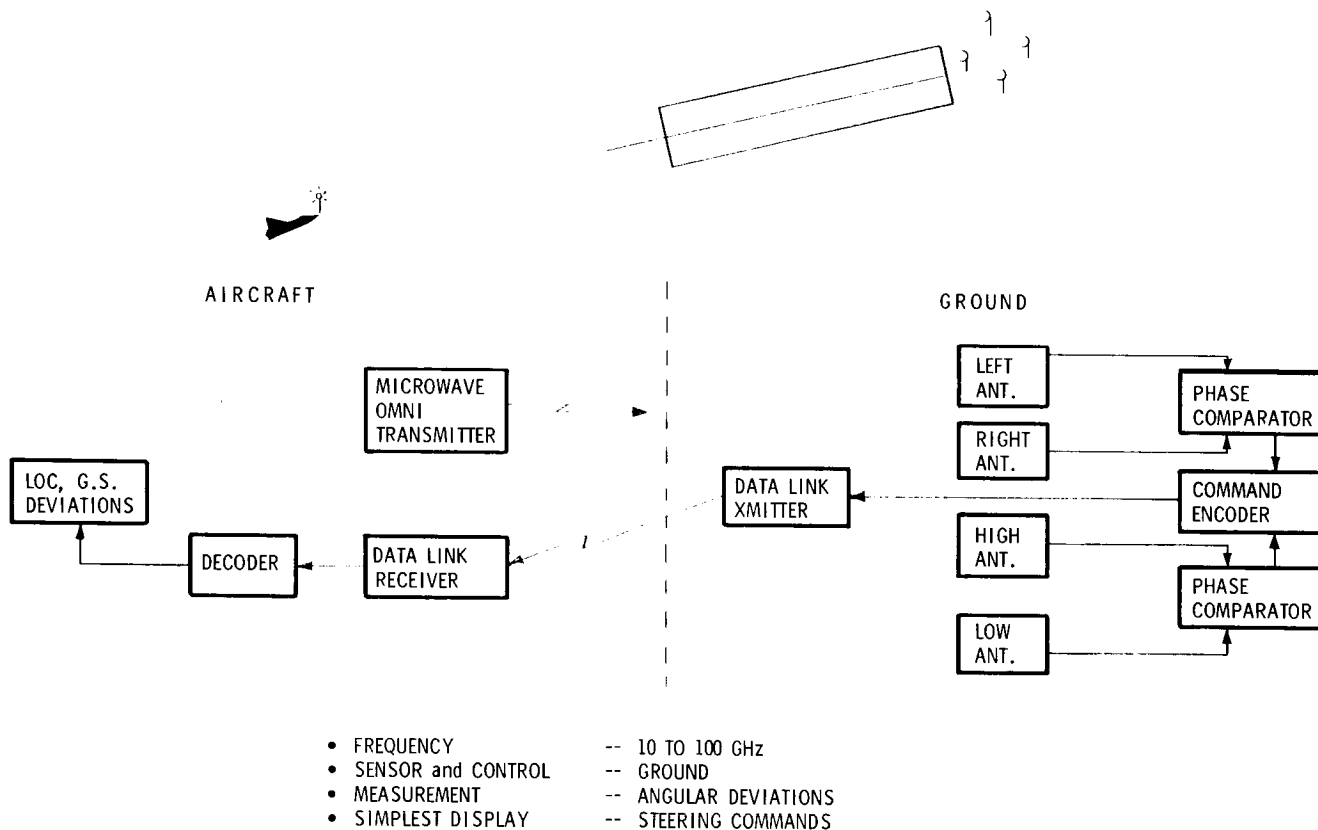 AIRCRAFT
GROUND
MICROWAVE
OMNI
TRANSMITTER
LOC, G.S.
DEVIATIONS
DECODER
DATA LINK
RECEIVER
DATA LINK
XMITTER
LEFT
ANT.
RIGHT
ANT.
HIGH
ANT.
LOW
ANT.
PHASE
COMPARATOR
COMMAND
ENCODER
PHASE
COMPARATOR
• FREQUENCY -- 10 TO 100 GHz
• SENSOR and CONTROL -- GROUND
• MEASUREMENT -- ANGULAR DEVIATIONS
• SIMPLEST DISPLAY -- STEERING COMMANDS